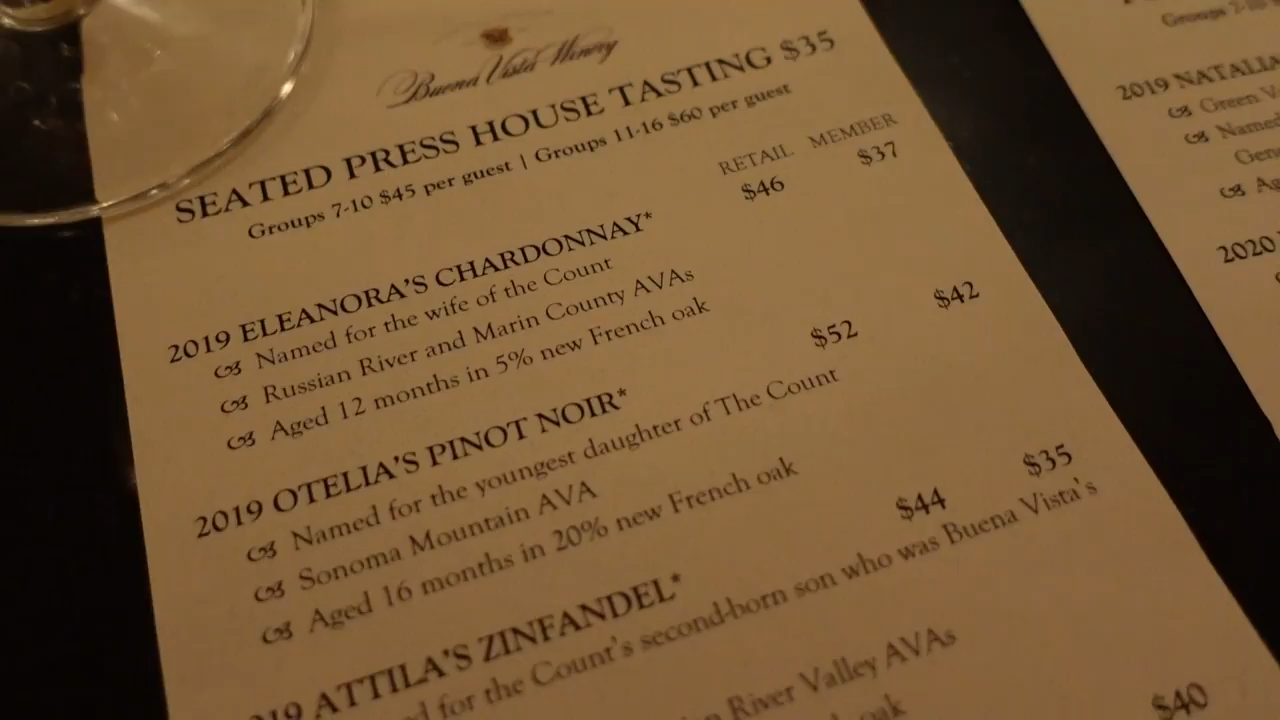 Buena Vista Winery
SEATED PRESS HOUSE TASTING $35
Groups 7-10 $45 per guest | Groups 11-16 $60 per guest
RETAIL MEMBER
2019 ELEANORA'S CHARDONNAY* $46 $37
Named for the wife of the Count
Russian River and Marin County AVAs
Aged 12 months in 5% new French oak
2019 OTELIA'S PINOT NOIR* $52 $42
Named for the youngest daughter of The Count
Sonoma Mountain AVA
Aged 16 months in 20% new French oak
19 ATTILA'S ZINFANDEL* $44 $35
for the Count's second-born son who was Buena Vista's
River Valley AVAs
oak
$40
Groups
2019 NATALIA
Green V
Named
Gen
2020